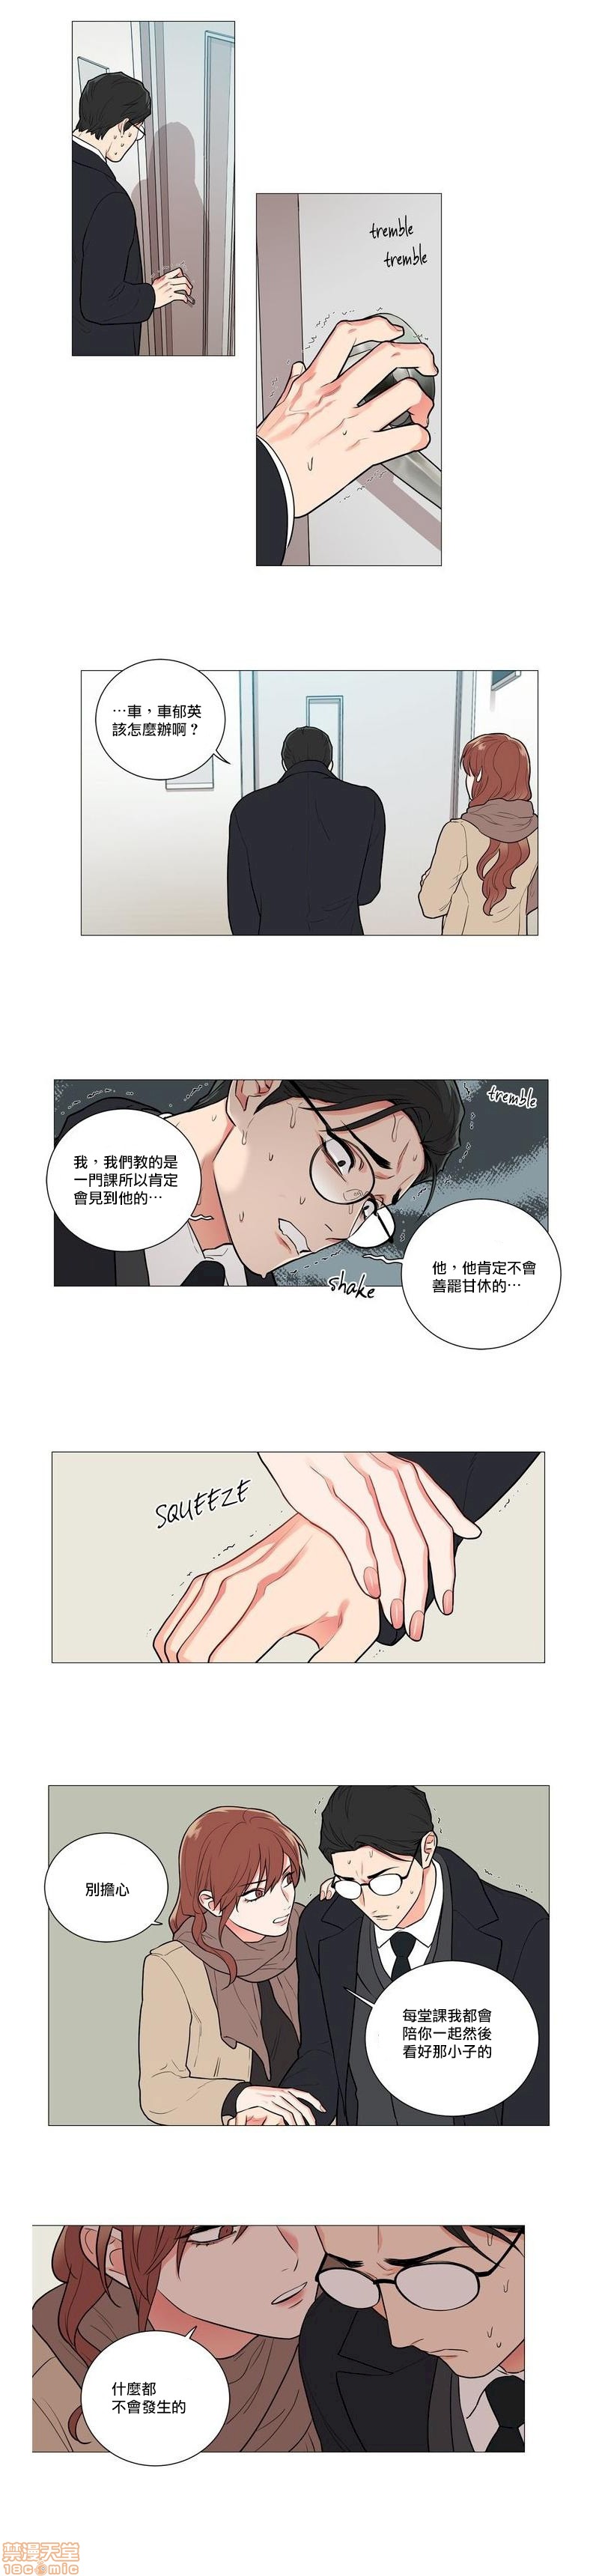 tremble
tremble
…車，車郁英
該怎麼辦啊？
tremble
我，我們教的是
一門課所以肯定
會見到他的…
他，他肯定不會
善罷甘休的…
shake
SQUEEZE
別擔心
每堂課我都會
陪你一起然後
看好那小子的
什麼都
不會發生的
禁漫天堂
18comic